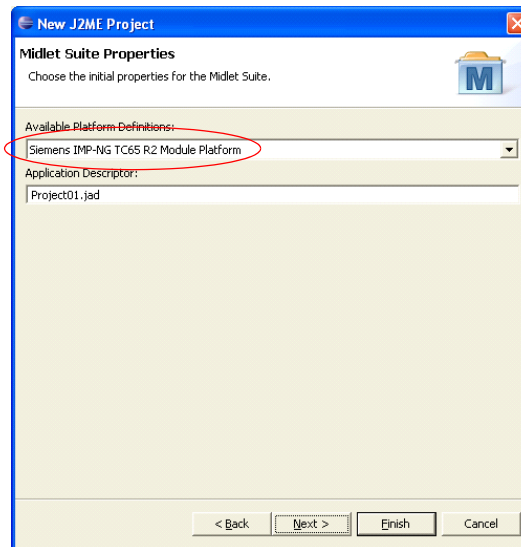 New J2ME Project
Midlet Suite Properties
Choose the initial properties for the Midlet Suite.
M
Available Platform Definitions:
Siemens IMP-NG TC65 R2 Module Platform
Application Descriptor:
Project01.jad
< Back Next > Finish Cancel